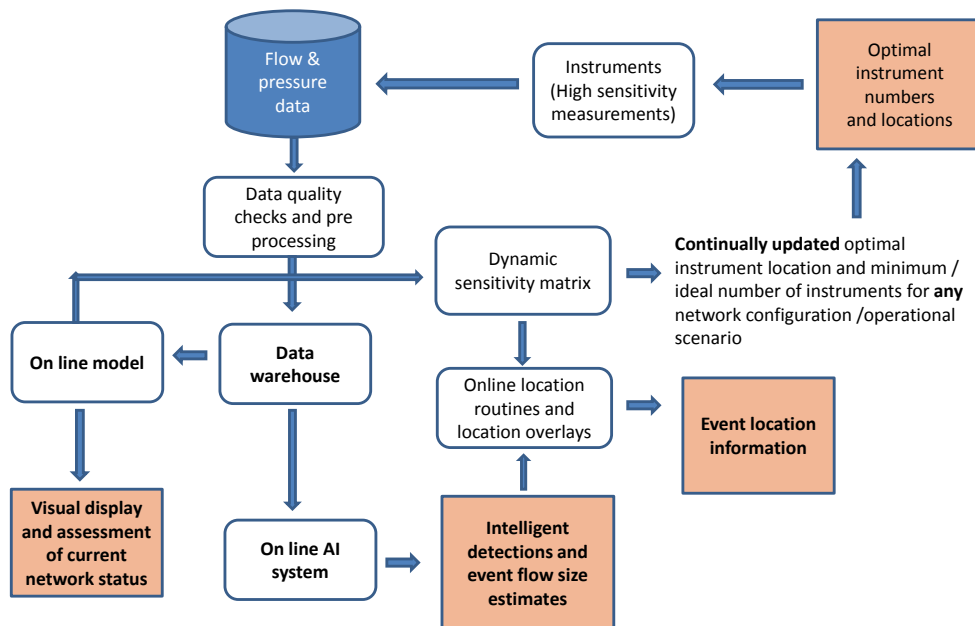 Flow &
pressure
data
Instruments
(High sensitivity
measurements)
Optimal
instrument
numbers
and locations
Data quality
checks and pre
processing
Dynamic
sensitivity matrix
Continually updated optimal
instrument location and minimum /
ideal number of instruments for any
network configuration /operational
scenario
On line model
Data
warehouse
Online location
routines and
location overlays
Event location
information
Visual display
and assessment
of current
network status
On line AI
system
Intelligent
detections and
event flow size
estimates